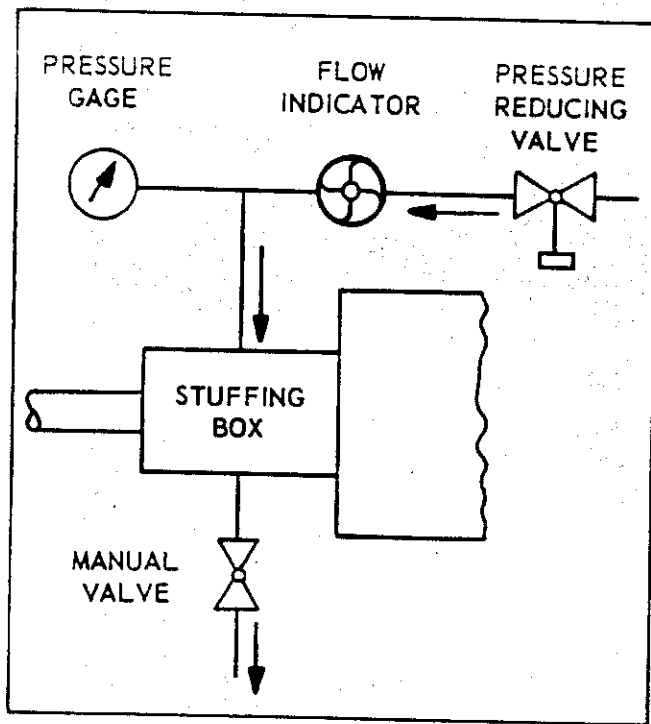 PRESSURE
GAGE
FLOW
INDICATOR
PRESSURE
REDUCING
VALVE
STUFFING
BOX
MANUAL
VALVE